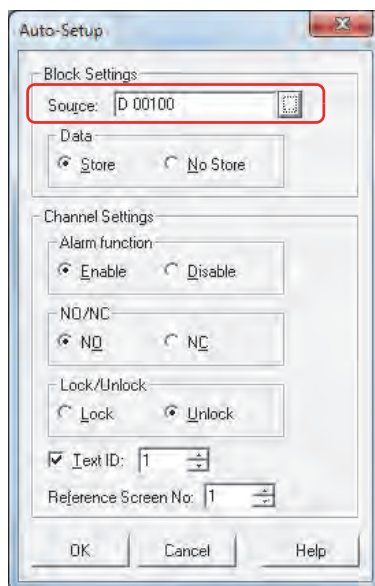 Auto-Setup
Block Settings
Source: D 00100
Data
Store No Store
Channel Settings
Alarm function
Enable Disable
NO/NC
NO NC
Lock/Unlock
Lock Unlock
Text ID: 1
Reference Screen No: 1
OK Cancel Help